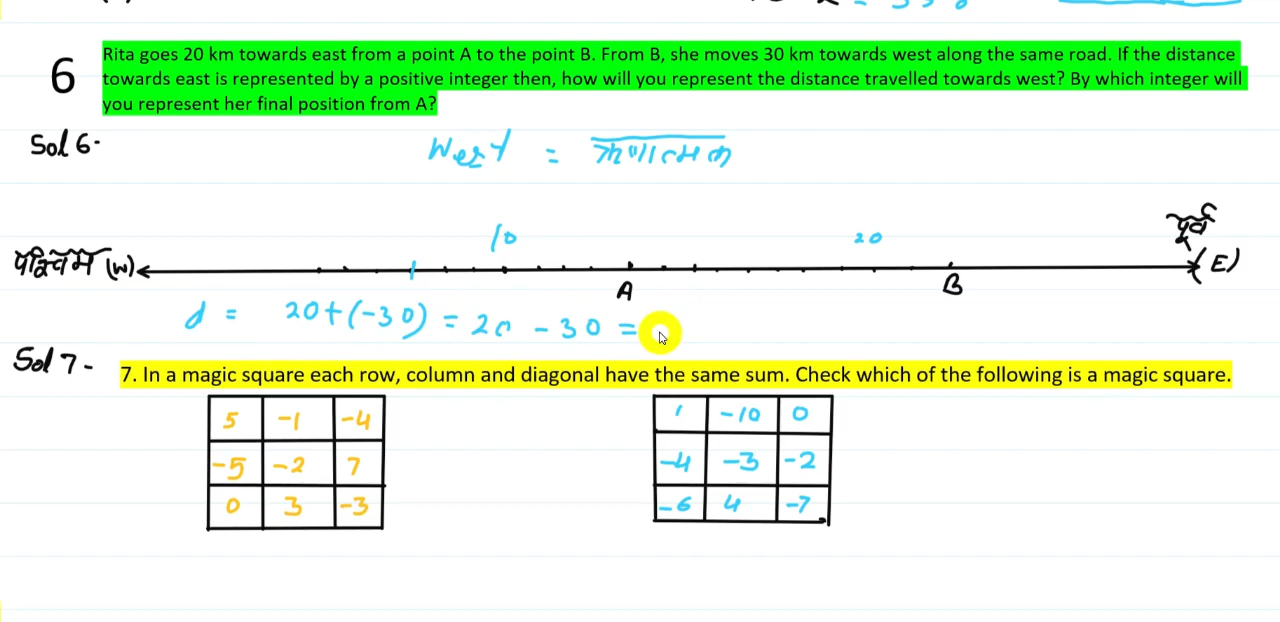 6
Rita goes 20 km towards east from a point A to the point B. From B, she moves 30 km towards west along the same road. If the distance
towards east is represented by a positive integer then, how will you represent the distance travelled towards west? By which integer will
you represent her final position from A?
Sol 6-
West = ऋणात्मक
10 20 पूर्व
पश्चिम (W) (E)
A B
d = 20+(-30) = 20 - 30 =
Sol 7-
7. In a magic square each row, column and diagonal have the same sum. Check which of the following is a magic square.
5 -1 -4 1 -10 0
-5 -2 7 -4 -3 -2
0 3 -3 -6 4 -7